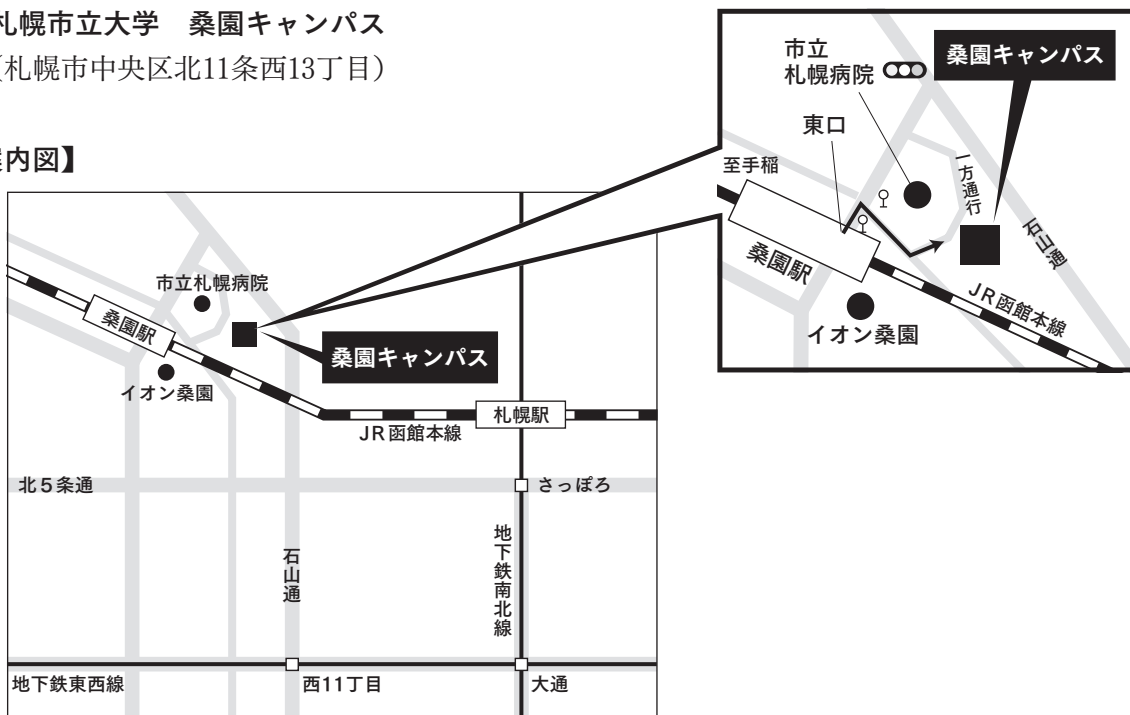 札幌市立大学　桑園キャンパス
(札幌市中央区北11条西13丁目)
内図】
市立札幌病院
桑園駅
桑園キャンパス
イオン桑園
札幌駅
JR函館本線
北5条通
さっぽろ
石山通
地下鉄南北線
地下鉄東西線
西11丁目
大通
市立
札幌病院
桑園キャンパス
東口
至手稲
一方通行
石山通
桑園駅
JR函館本線
イオン桑園